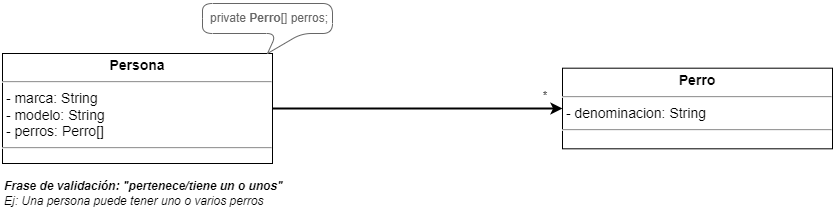 private Perro[] perros;
Persona
- marca: String
- modelo: String
- perros: Perro[]
*
Perro
- denominacion: String
Frase de validación: "pertenece/tiene un o unos"
Ej: Una persona puede tener uno o varios perros